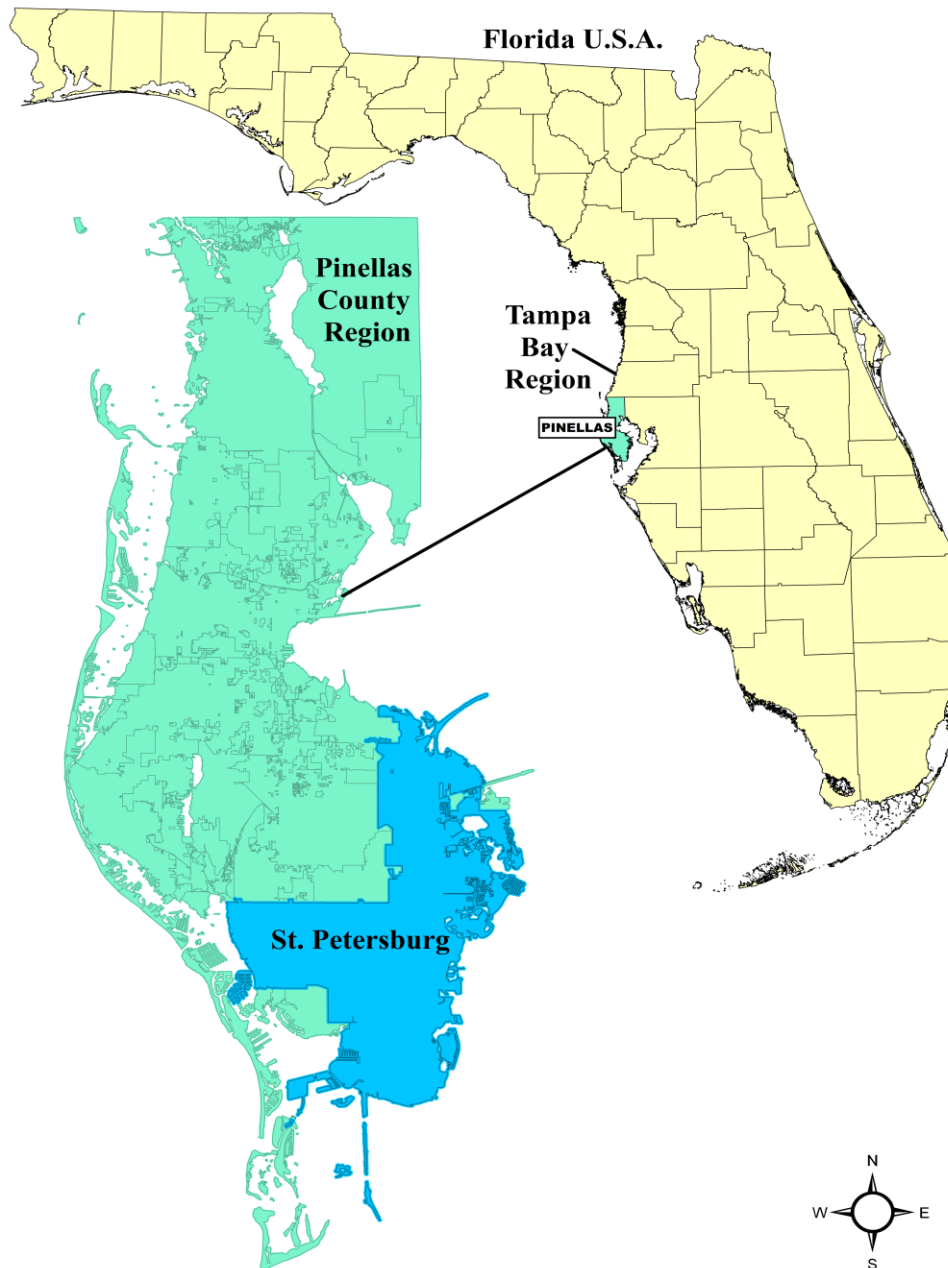 Florida U.S.A.
Pinellas
County
Region
Tampa
Bay
Region
PINELLAS
St. Petersburg
N
W
E
S